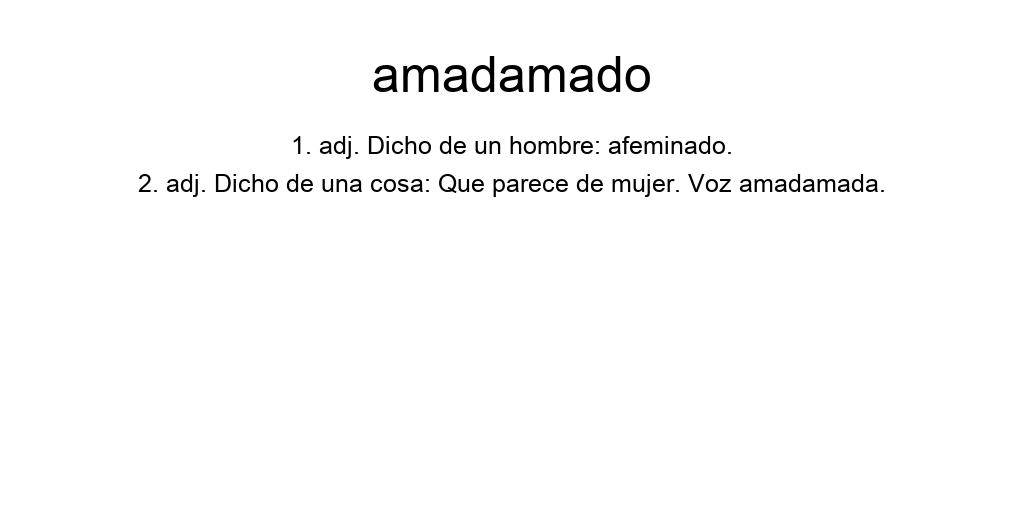 amadamado
1. adj. Dicho de un hombre: afeminado.
2. adj. Dicho de una cosa: Que parece de mujer. Voz amadamada.